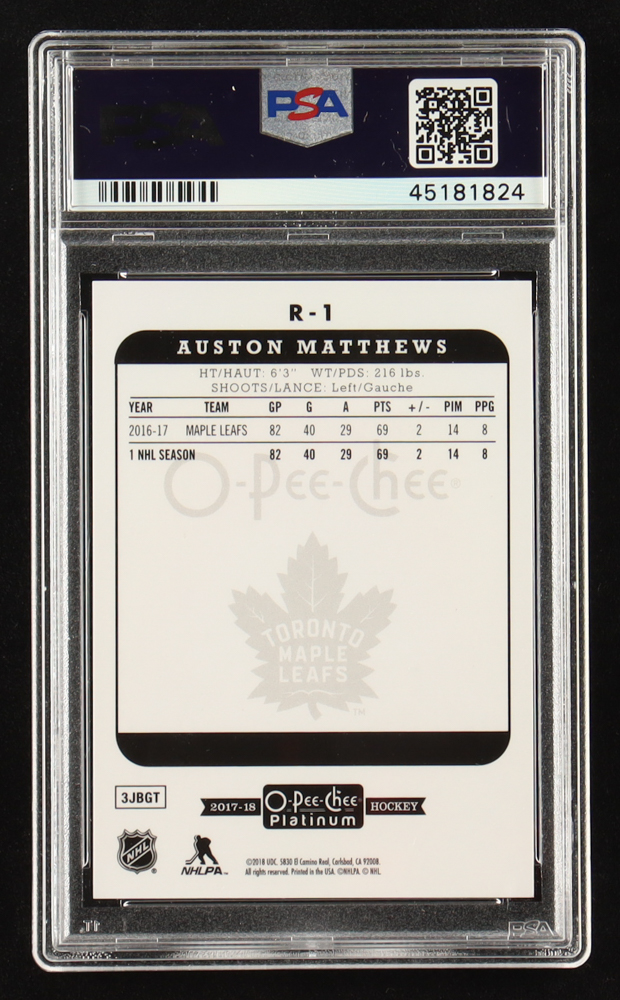 PSA
45181824
R-1
AUSTON MATTHEWS
HT/HAUT: 6'3" WT/PDS: 216 lbs.
SHOOTS/LANCE: Left/Gauche
YEAR TEAM GP G A PTS +/- PIM PPG
2016-17 MAPLE LEAFS 82 40 29 69 2 14 8
1 NHL SEASON 82 40 29 69 2 14 8
O-Pee-Chee®
TORONTO
MAPLE
LEAFS
TM
3JBGT
2017-18 O-Pee-Chee HOCKEY
Platinum
NHL
NHLPA
©2018 UDC. 5830 El Camino Real, Carlsbad, CA 92008.
All rights reserved. Printed in the USA. ©NHLPA. © NHL.
PSA